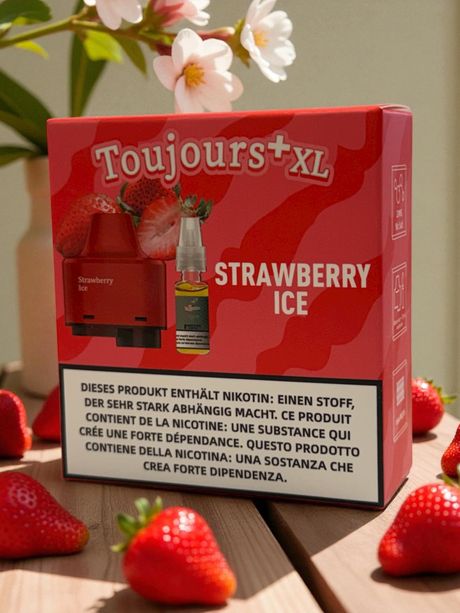 Toujours+XL
Strawberry
Ice
STRAWBERRY
ICE
DIESES PRODUKT ENTHÄLT NIKOTIN: EINEN STOFF,
DER SEHR STARK ABHÄNGIG MACHT. CE PRODUIT
CONTIENT DE LA NICOTINE: UNE SUBSTANCE QUI
CRÉE UNE FORTE DÉPENDANCE. QUESTO PRODOTTO
CONTIENE DELLA NICOTINA: UNA SOSTANZA CHE
CREA FORTE DIPENDENZA.